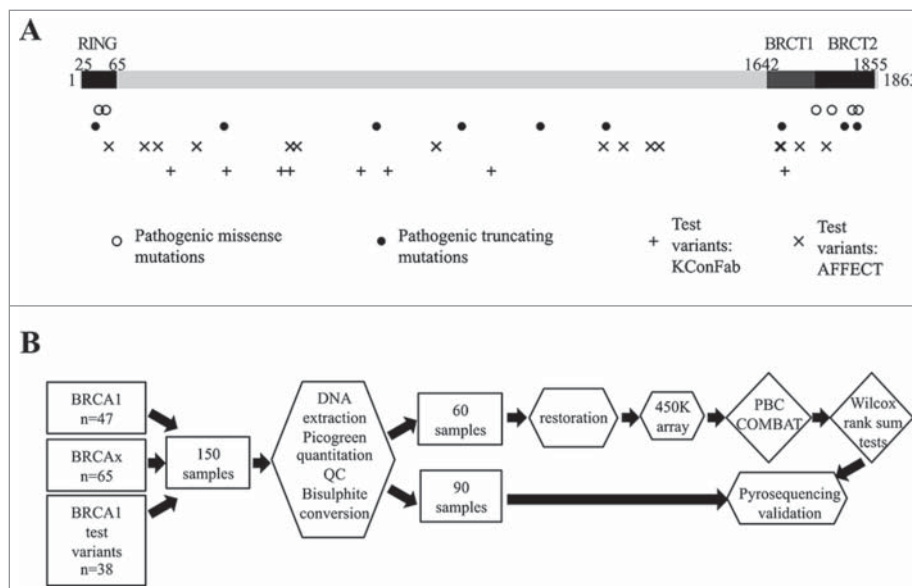 A
RING
BRCT1 BRCT2
25 65
1642 1855
1
1863
Pathogenic missense
mutations
Pathogenic truncating
mutations
Test
variants:
KConFab
Test
variants:
AFFECT
B
BRCA1
n=47
BRCAx
n=65
BRCA1
test
variants
n=38
150
samples
DNA
extraction
Picogreen
quantitation
QC
Bisulphite
conversion
60
samples
90
samples
restoration
450K
array
PBC
COMBAT
Wilcox
rank sum
tests
Pyrosequencing
validation